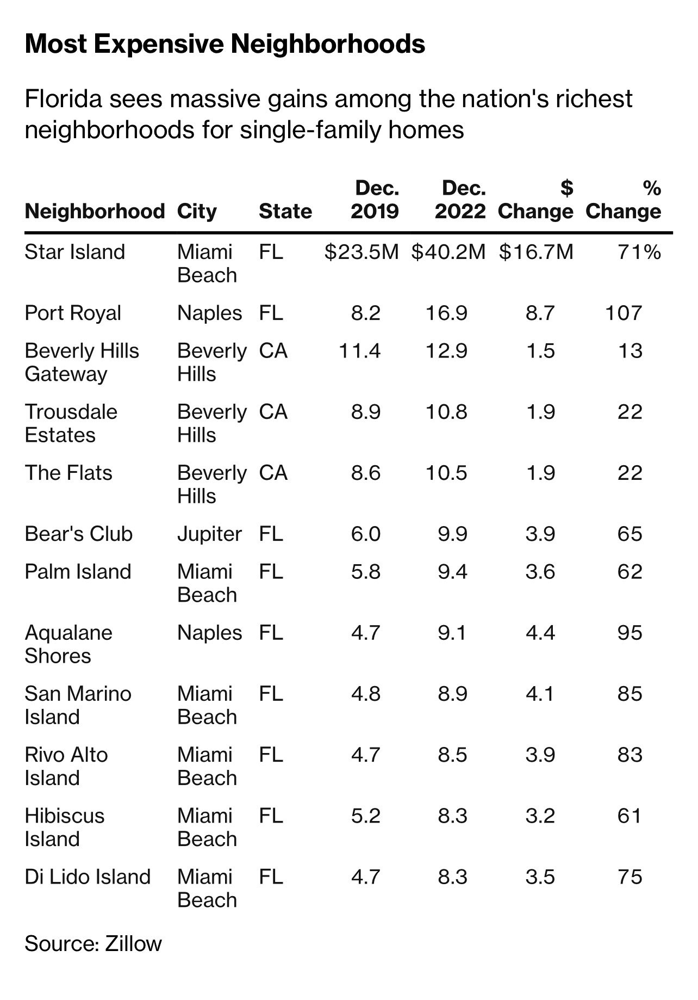 Most Expensive Neighborhoods
Florida sees massive gains among the nation's richest
neighborhoods for single-family homes
Dec. Dec. $ %
Neighborhood City State 2019 2022 Change Change
Star Island Miami FL $23.5M $40.2M $16.7M 71%
Beach
Port Royal Naples FL 8.2 16.9 8.7 107
Beverly Hills Beverly CA 11.4 12.9 1.5 13
Gateway Hills
Trousdale Beverly CA 8.9 10.8 1.9 22
Estates Hills
The Flats Beverly CA 8.6 10.5 1.9 22
Hills
Bear's Club Jupiter FL 6.0 9.9 3.9 65
Palm Island Miami FL 5.8 9.4 3.6 62
Beach
Aqualane Naples FL 4.7 9.1 4.4 95
Shores
San Marino Miami FL 4.8 8.9 4.1 85
Island Beach
Rivo Alto Miami FL 4.7 8.5 3.9 83
Island Beach
Hibiscus Miami FL 5.2 8.3 3.2 61
Island Beach
Di Lido Island Miami FL 4.7 8.3 3.5 75
Beach
Source: Zillow